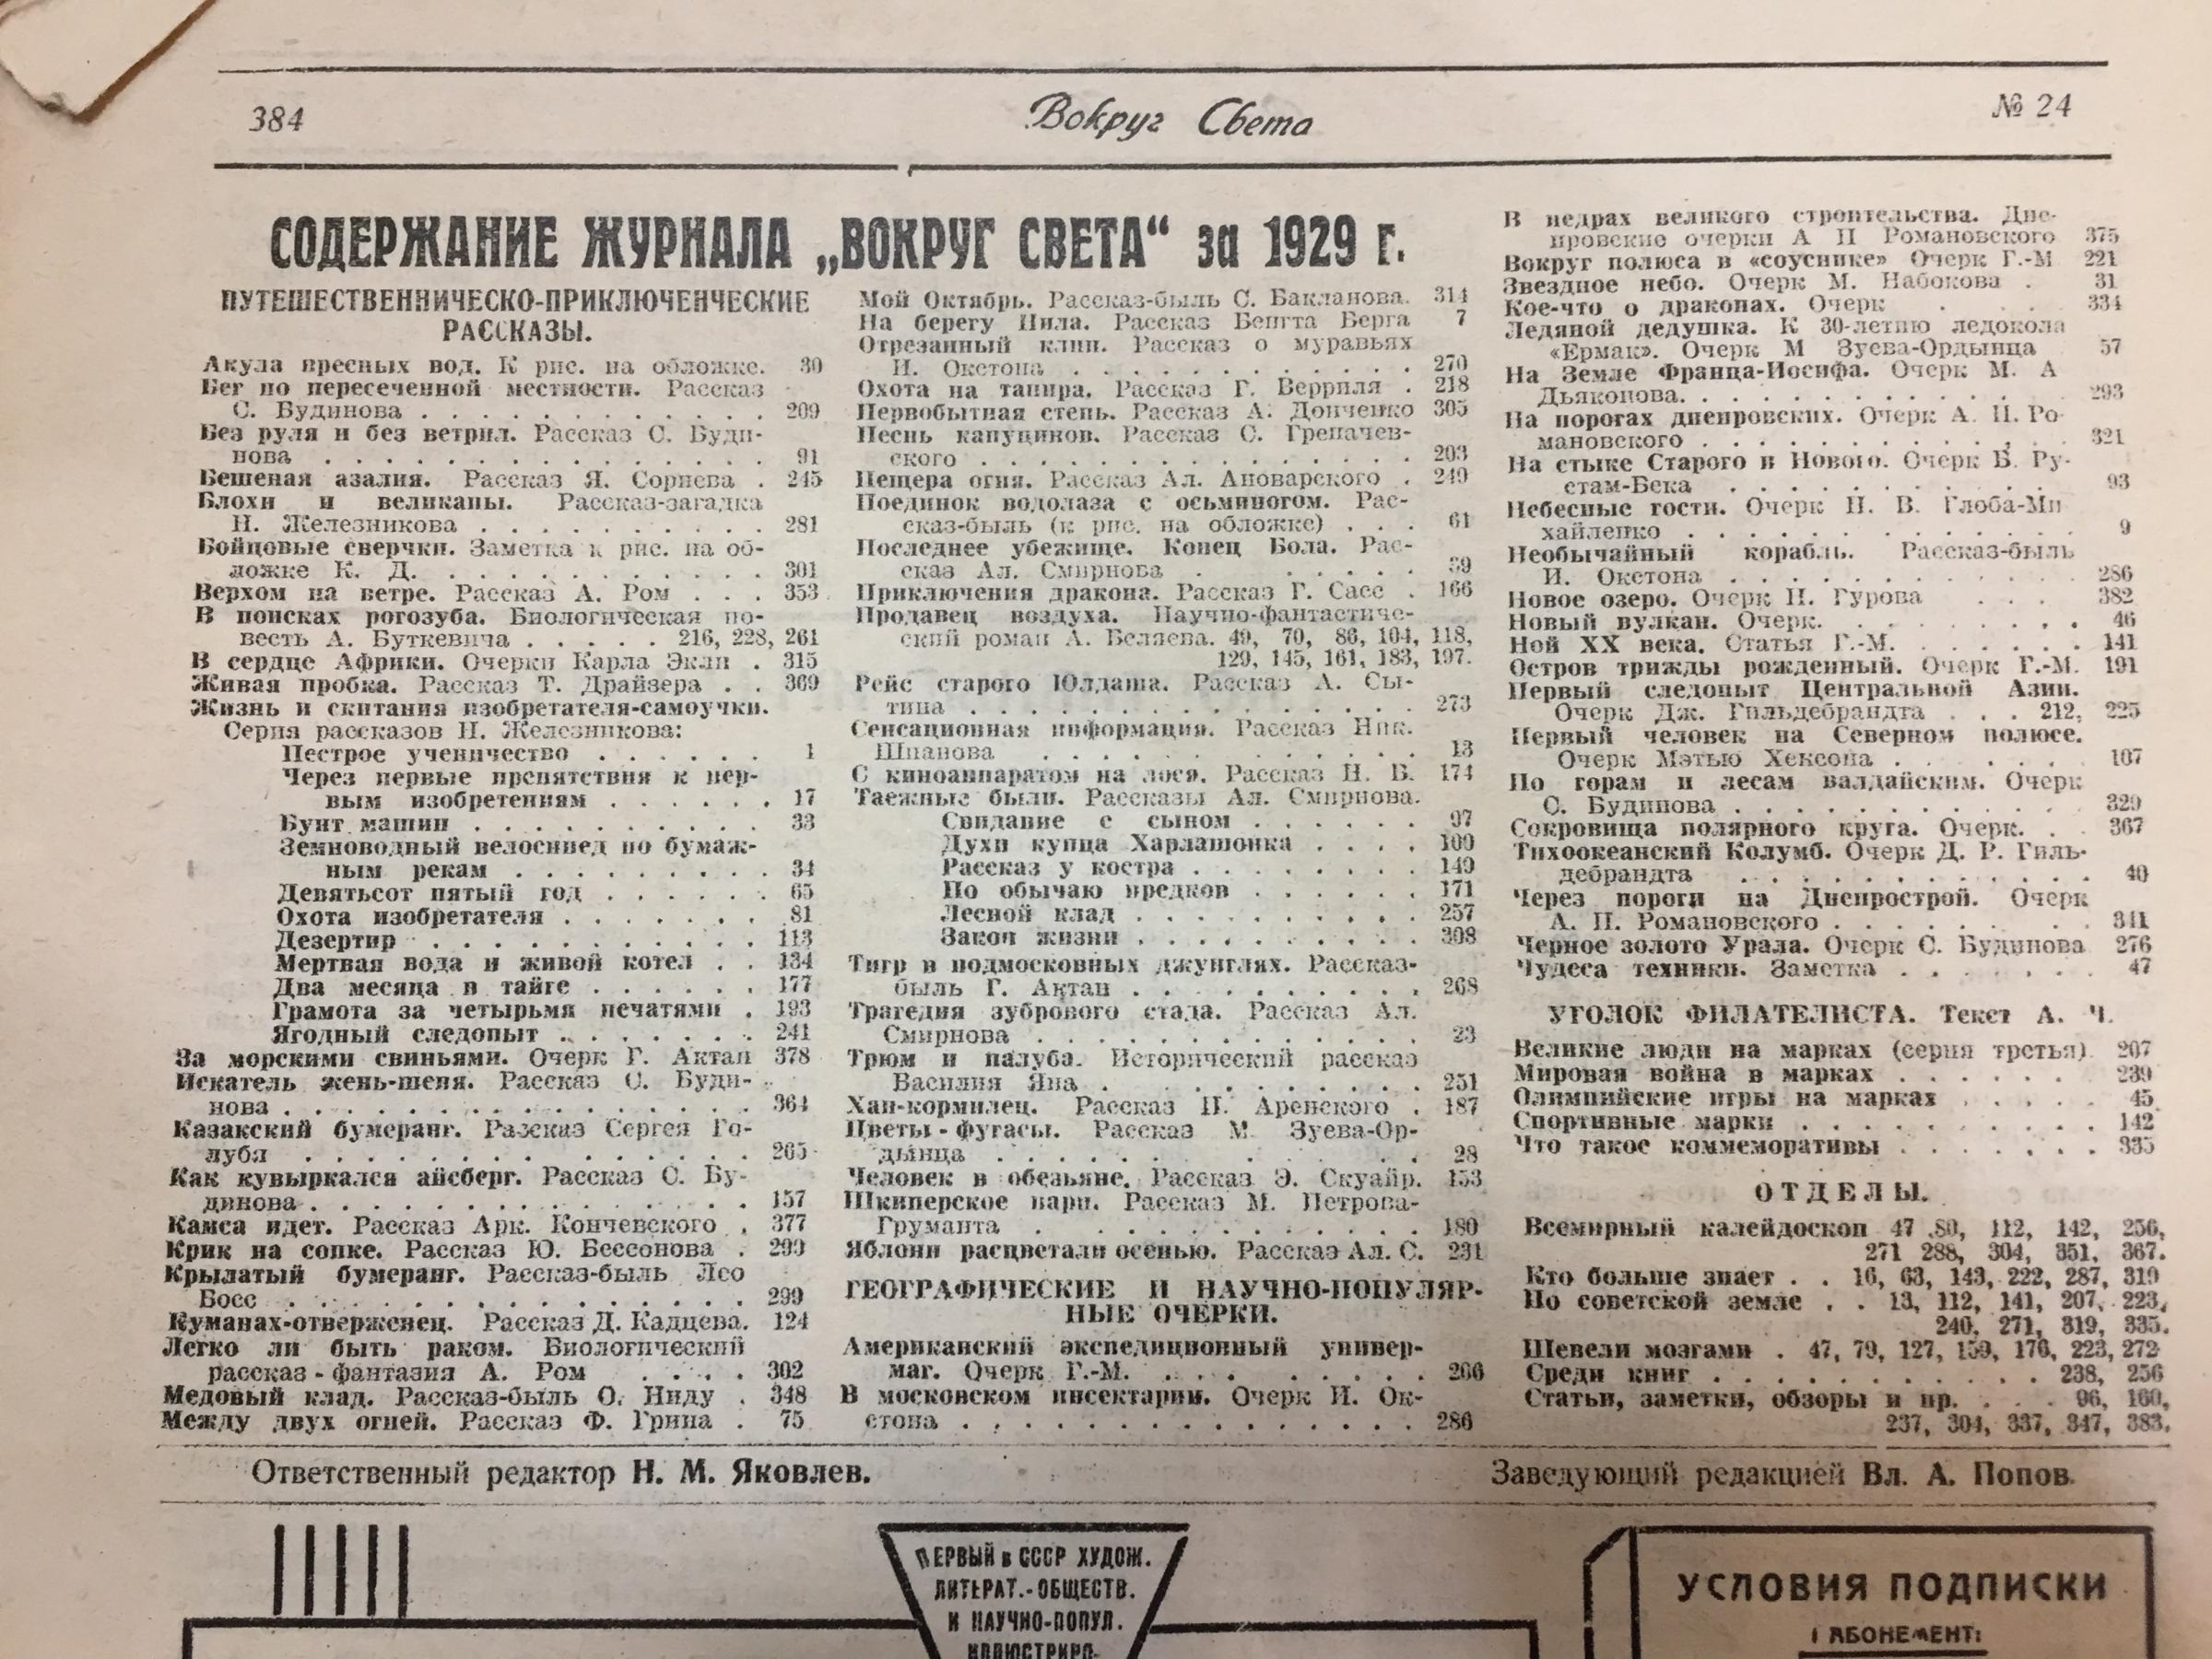 384
Вокруг Света
№ 24
СОДЕРЖАНИЕ ЖУРНАЛА „ВОКРУГ СВЕТА“ за 1929 г.
ПУТЕШЕСТВЕННИЧЕСКО-ПРИКЛЮЧЕНЧЕСКИЕ
РАССКАЗЫ.
Акула пресных вод. К рис. на обложке. 30
Бег по пересеченной местности. Рассказ
С. Будинова . . . . . . . . . . . . . 209
Без руля и без ветрил. Рассказ С. Буди-
нова . . . . . . . . . . . . . . . . 91
Бешеная азалия. Рассказ Я. Сорнева . 245
Блохи и великаны. Рассказ-загадка
Н. Железникова . . . . . . . . . . 281
Бойцовые сверчки. Заметка к рис. на об-
ложке К. Д. . . . . . . . . . . . 301
Верхом на ветре. Рассказ А. Ром . . . 353
В поисках рогозуба. Биологическая по-
весть А. Буткевича . . . . . 216, 228, 261
В сердце Африки. Очерки Карла Экли . 315
Живая пробка. Рассказ Т. Драйзера . . 369
Жизнь и скитания изобретателя-самоучки.
Серия рассказов Н. Железникова:
Пестрое ученичество . . . . . . 1
Через первые препятствия к пер-
вым изобретениям . . . . . . . 17
Бунт машин . . . . . . . . . . 33
Земноводный велосипед по бумаж-
ным рекам . . . . . . . . . . 34
Девятьсот пятый год . . . . . . 65
Охота изобретателя . . . . . . . 81
Дезертир . . . . . . . . . . . . 113
Мертвая вода и живой котел . . 134
Два месяца в тайге . . . . . . 177
Грамота за четырьмя печатями . 193
Ягодный следопыт . . . . . . . 241
За морскими свиньями. Очерк Г. Актап 378
Искатель жень-шеня. Рассказ С. Буди-
нова . . . . . . . . . . . . . . . . 364
Казакский бумеранг. Рассказ Сергея Го-
лубя . . . . . . . . . . . . . . . 265
Как кувыркался айсберг. Рассказ С. Бу-
динова . . . . . . . . . . . . . . . 157
Камса идет. Рассказ Арк. Кончевского . 377
Крик на сопке. Рассказ Ю. Бессонова . 299
Крылатый бумеранг. Рассказ-быль Лео
Босс . . . . . . . . . . . . . . . 299
Куманах-отверженец. Рассказ Д. Кадцева. 124
Легко ли быть раком. Биологический
рассказ - фантазия А. Ром . . . . 302
Медовый клад. Рассказ-быль О. Ниду . 348
Между двух огней. Рассказ Ф. Грина . 75
Мой Октябрь. Рассказ-быль С. Бакланова. 314
На берегу Нила. Рассказ Бенгта Берга 7
Отрезанный клин. Рассказ о муравьях
И. Окстона . . . . . . . . . . . . 270
Охота на тапира. Рассказ Г. Верриля . 218
Первобытная степь. Рассказ А. Донченко 305
Песнь капуцинов. Рассказ С. Грепачев-
ского . . . . . . . . . . . . . . . 203
Пещера огня. Рассказ Ал. Ановарского . 249
Поединок водолаза с осьминогом. Рас-
сказ-быль (к рис. на обложке) . . . 61
Последнее убежище. Конец Бола. Рас-
сказ Ал. Смирнова . . . . . . 59
Приключения дракона. Рассказ Г. Сасс . 166
Продавец воздуха. Научно-фантастиче-
ский роман А. Беляева. 49, 70, 86, 104, 118,
129, 145, 161, 183, 197.
Рейс старого Юлдаша. Рассказ А. Сы-
тина . . . . . . . . . . . . . . . 273
Сенсационная информация. Рассказ Ник.
Шпанова . . . . . . . . . . . . . 13
С киноаппаратом на лося. Рассказ Н. В. 174
Таежные были. Рассказы Ал. Смирнова.
Свидание с сыном . . . . . . 97
Духи купца Харлашонка . . . . 100
Рассказ у костра . . . . . . . . . 149
По обычаю предков . . . . . . 171
Лесной клад . . . . . . . . . . 257
Закон жизни . . . . . . . . . . 308
Тигр в подмосковных джунглях. Рассказ-
быль Г. Актап . . . . . . . . . . 268
Трагедия зубрового стада. Рассказ Ал.
Смирнова . . . . . . . . . . . . . 23
Трюм и палуба. Исторический рассказ
Василия Яна . . . . . . . . . . . 251
Хан-кормилец. Рассказ П. Аренского . 187
Цветы - фугасы. Рассказ М. Зуева-Ор-
дынца . . . . . . . . . . . . 28
Человек в обезьяне. Рассказ Э. Скуайр. 153
Шкиперское пари. Рассказ М. Петрова-
Груманта . . . . . . . . . . . . . 180
Яблони расцветали осенью. Рассказ Ал. С. 231
ГЕОГРАФИЧЕСКИЕ И НАУЧНО-ПОПУЛЯР-
НЫЕ ОЧЕРКИ.
Американский экспедиционный универ-
маг. Очерк Г.-М. . . . . . . . . . 266
В московском инсектарии. Очерк И. Ок-
стона . . . . . . . . . . . . . . . 286
В недрах великого строительства. Дне-
провские очерки А П Романовского 375
Вокруг полюса в «соуснике» Очерк Г.-М 221
Звездное небо. Очерк М. Набокова . 31
Кое-что о драконах. Очерк . . . 334
Ледяной дедушка. К 30-летию ледокола
«Ермак». Очерк М Зуева-Ордынца 57
На Земле Франца-Иосифа. Очерк М. А
Дьяконова. . . . . . . . . . . . . 293
На порогах днепровских. Очерк А. П. Ро-
мановского . . . . . . . . . . . . . 321
На стыке Старого и Нового. Очерк Б. Ру-
стам-Бека . . . . . . . . . . . . 93
Небесные гости. Очерк Н. В. Глоба-Ми
хайленко . . . . . . . . . . . . . 9
Необычайный корабль. Рассказ-быль
И. Окстона . . . . . . . . . . . . 286
Новое озеро. Очерк Н. Гурова . . . 382
Новый вулкан. Очерк. . . . . . . . 46
Ной XX века. Статья Г.-М. . . . . . . 141
Остров трижды рожденный. Очерк Г.-М. 191
Первый следопыт Центральной Азии.
Очерк Дж. Гильдебрандта . . . 212, 225
Первый человек на Северном полюсе.
Очерк Мэтью Хексона . . . . . . 107
По горам и лесам валдайским. Очерк
С. Будинова . . . . . . . . . . . . 329
Сокровища полярного круга. Очерк. . . 367
Тихоокеанский Колумб. Очерк Д. Р. Гиль-
дебрандта . . . . . . . . . . . . 40
Через пороги на Днепрострой. Очерк
А. П. Романовского . . . . . . . . . 341
Черное золото Урала. Очерк С. Будинова 276
Чудеса техники. Заметка . . . . . . . 47
УГОЛОК ФИЛАТЕЛИСТА. Текст А. Ч.
Великие люди на марках (серия третья) 207
Мировая война в марках . . . . . . 239
Олимпийские игры на марках . . . . . 45
Спортивные марки . . . . . . . . . . 142
Что такое коммеморативы . . . . . . . 335
ОТДЕЛЫ.
Всемирный калейдоскоп 47 80, 112, 142, 256,
271 288, 304, 351, 367.
Кто больше знает . . 16, 63, 143, 222, 287, 319
По советской земле . . 13, 112, 141, 207, 223,
240, 271, 319, 335.
Шевели мозгами . 47, 79, 127, 159, 176, 223, 272
Среди книг . . . . . . . . . . . . 238, 256
Статьи, заметки, обзоры и пр. . . . 96, 160,
237, 304, 337, 347, 383.
Ответственный редактор Н. М. Яковлев.
Заведующий редакцией Вл. А. Попов.
ПЕРВЫЙ в СССР ХУДОЖ.
ЛИТЕРАТ.-ОБЩЕСТВ.
И НАУЧНО-ПОПУЛ.
ИЛЛЮСТРИРО-
УСЛОВИЯ ПОДПИСКИ
I АБОНЕМЕНТ: